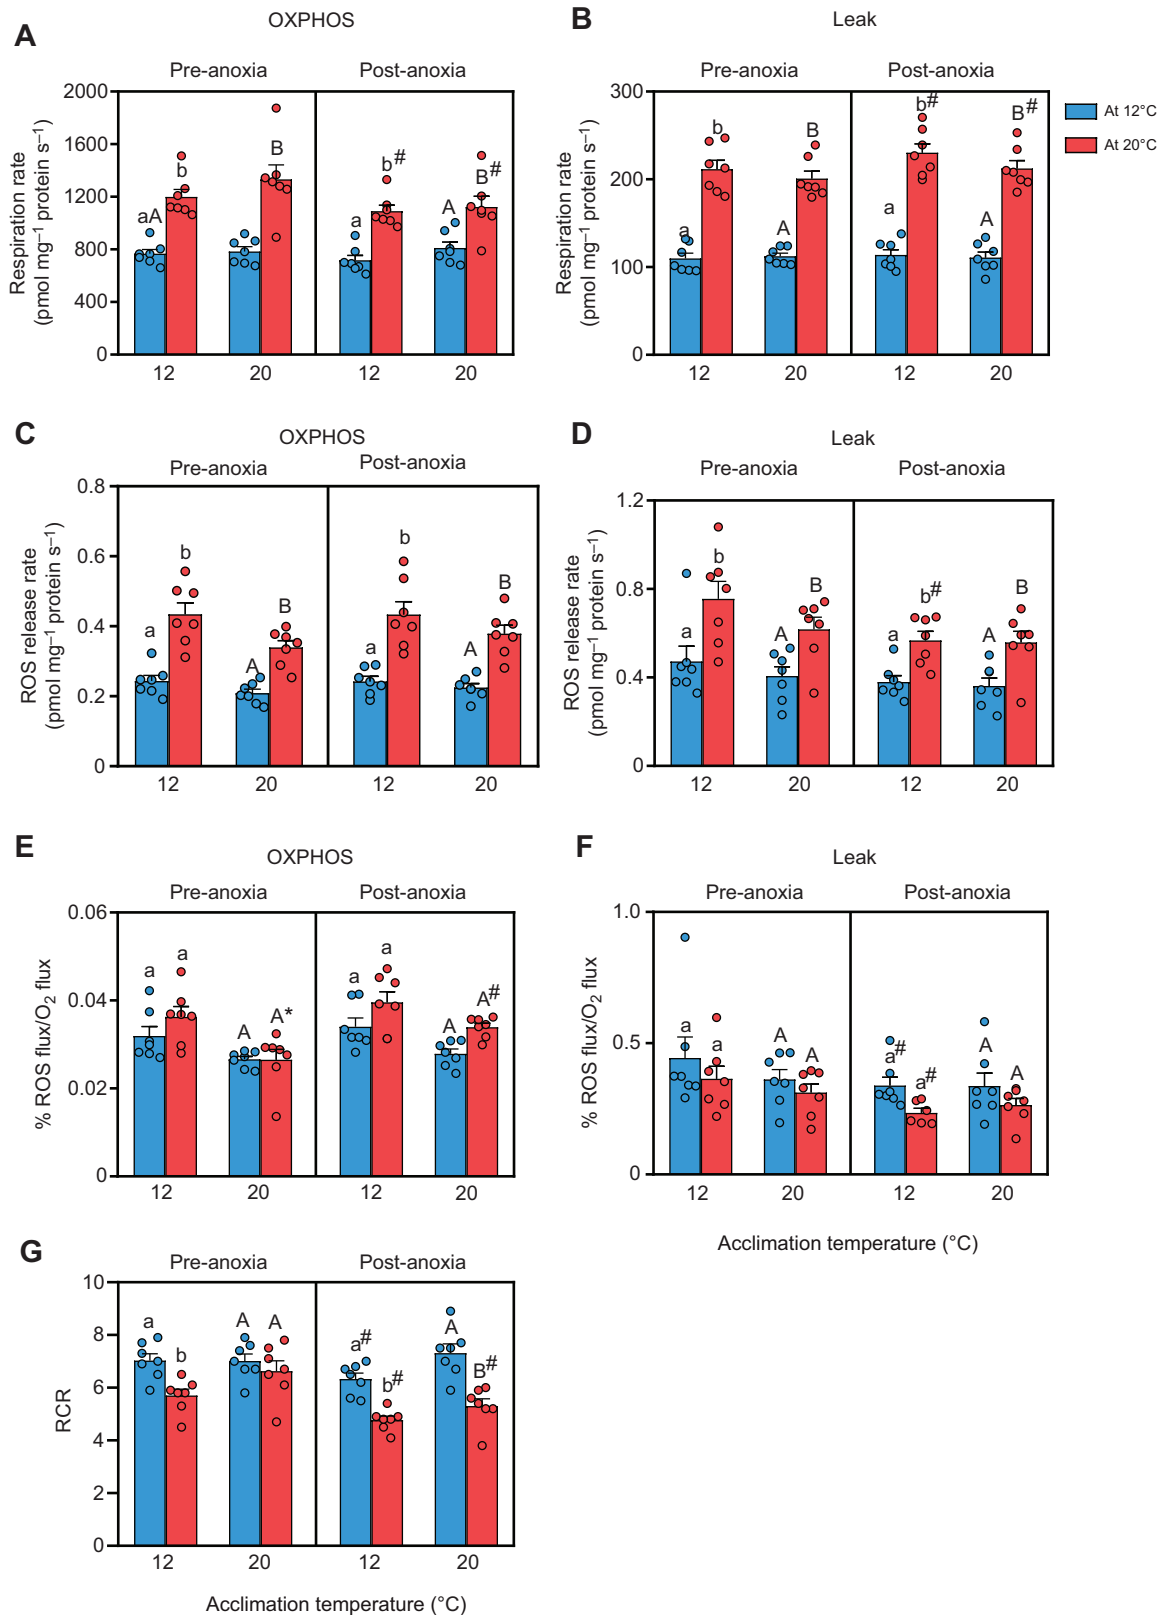 A
OXPHOS
Pre-anoxia
Post-anoxia
Respiration rate
(pmol mg⁻¹ protein s⁻¹)
2000
1600
1200
800
400
0
aA
b
B
a
b#
A
B#
12
20
12
20
B
Leak
Pre-anoxia
Post-anoxia
At 12°C
At 20°C
Respiration rate
(pmol mg⁻¹ protein s⁻¹)
300
200
100
0
a
b
A
B
a
b#
A
B#
12
20
12
20
C
OXPHOS
Pre-anoxia
Post-anoxia
ROS release rate
(pmol mg⁻¹ protein s⁻¹)
0.8
0.6
0.4
0.2
0
a
b
A
B
a
b
A
B
12
20
12
20
D
Leak
Pre-anoxia
Post-anoxia
ROS release rate
(pmol mg⁻¹ protein s⁻¹)
1.2
0.8
0.4
0
a
b
A
B
a
b#
A
B
12
20
12
20
E
OXPHOS
Pre-anoxia
Post-anoxia
% ROS flux/O₂ flux
0.06
0.04
0.02
0
a
a
A
A*
a
a
A
A#
12
20
12
20
F
Leak
Pre-anoxia
Post-anoxia
% ROS flux/O₂ flux
1.0
0.5
0
a
a
A
A
a#
a#
A
A
12
20
12
20
Acclimation temperature (°C)
G
Pre-anoxia
Post-anoxia
RCR
10
8
6
4
2
0
a
b
A
A
a#
b#
A
B#
12
20
12
20
Acclimation temperature (°C)